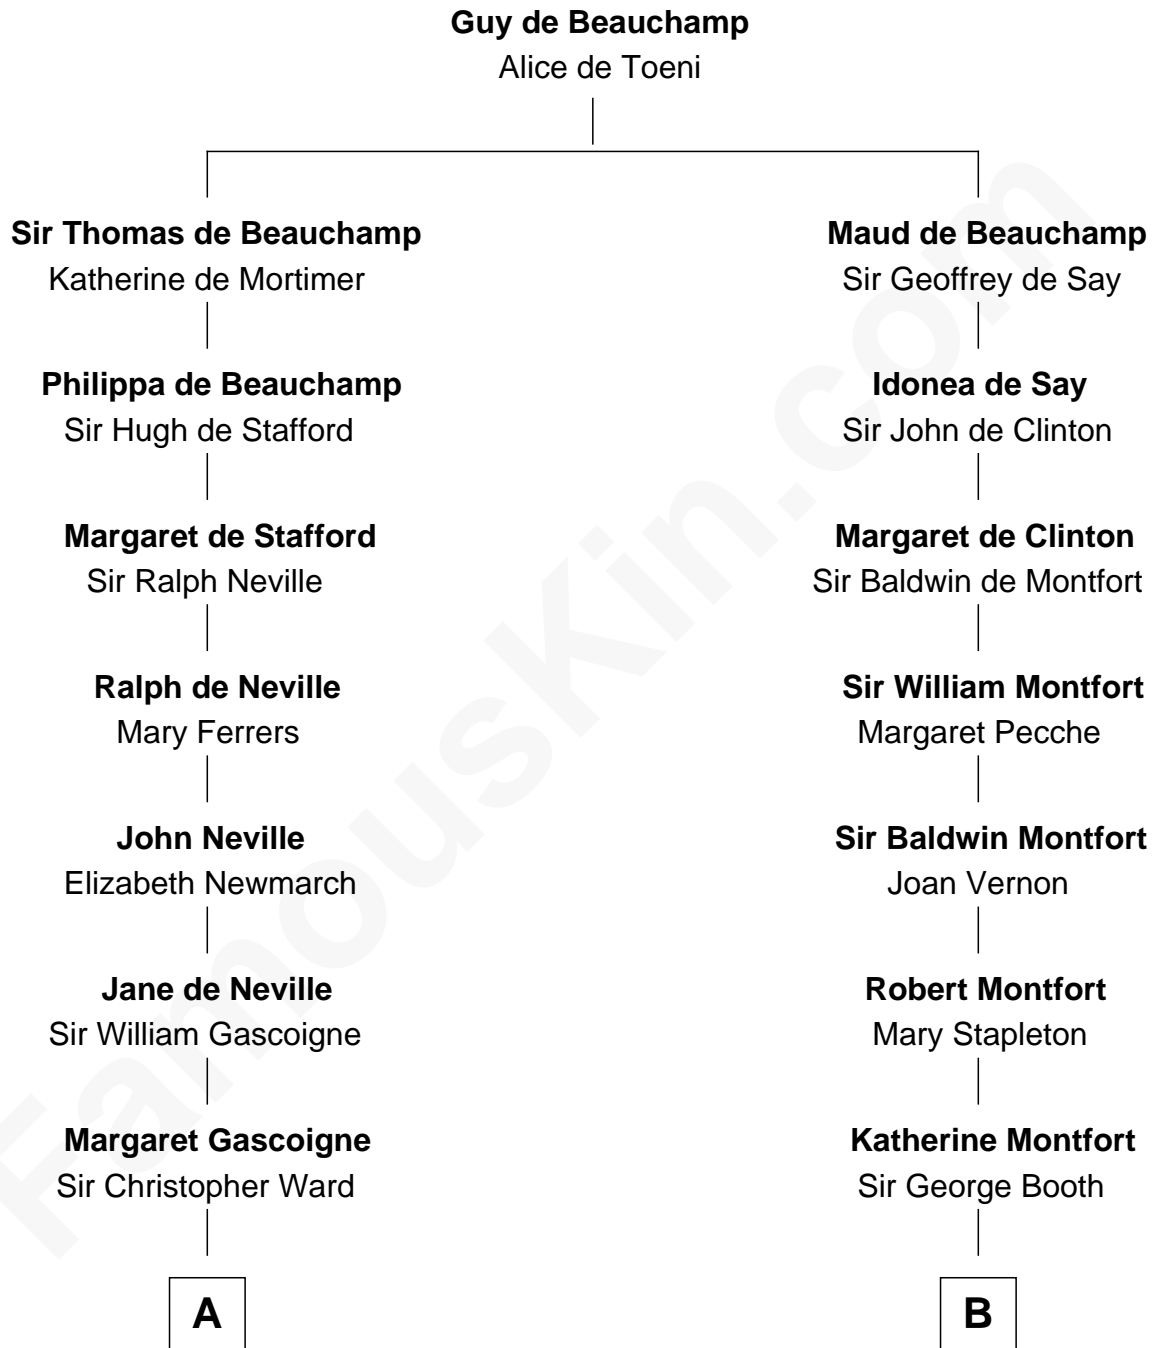 Guy de Beauchamp
Alice de Toeni
Sir Thomas de Beauchamp
Katherine de Mortimer
Maud de Beauchamp
Sir Geoffrey de Say
Philippa de Beauchamp
Sir Hugh de Stafford
Idonea de Say
Sir John de Clinton
Margaret de Stafford
Sir Ralph Neville
Margaret de Clinton
Sir Baldwin de Montfort
Ralph de Neville
Mary Ferrers
Sir William Montfort
Margaret Pecche
John Neville
Elizabeth Newmarch
Sir Baldwin Montfort
Joan Vernon
Jane de Neville
Sir William Gascoigne
Robert Montfort
Mary Stapleton
Margaret Gascoigne
Sir Christopher Ward
Katherine Montfort
Sir George Booth
A
B
FamousKin.com